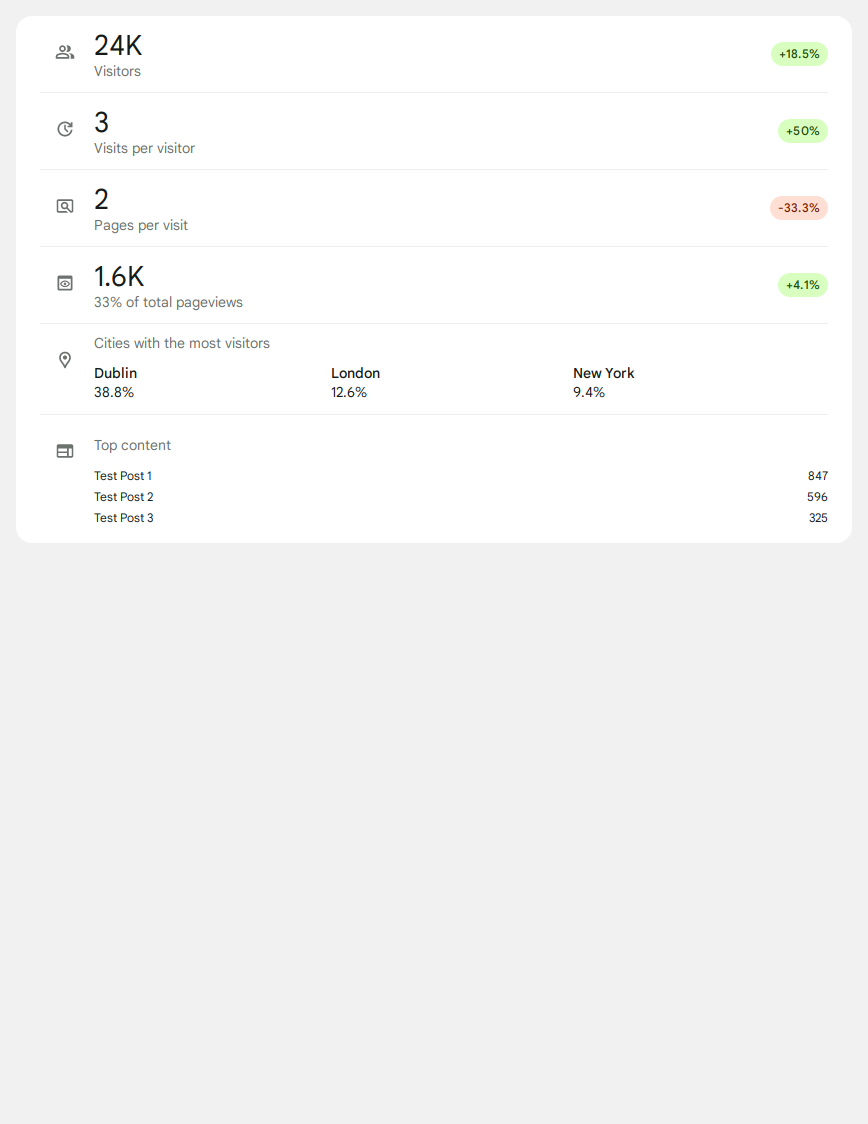 24K
Visitors
+18.5%
3
Visits per visitor
+50%
2
Pages per visit
-33.3%
1.6K
33% of total pageviews
+4.1%
Cities with the most visitors
Dublin London New York
38.8% 12.6% 9.4%
Top content
Test Post 1 847
Test Post 2 596
Test Post 3 325